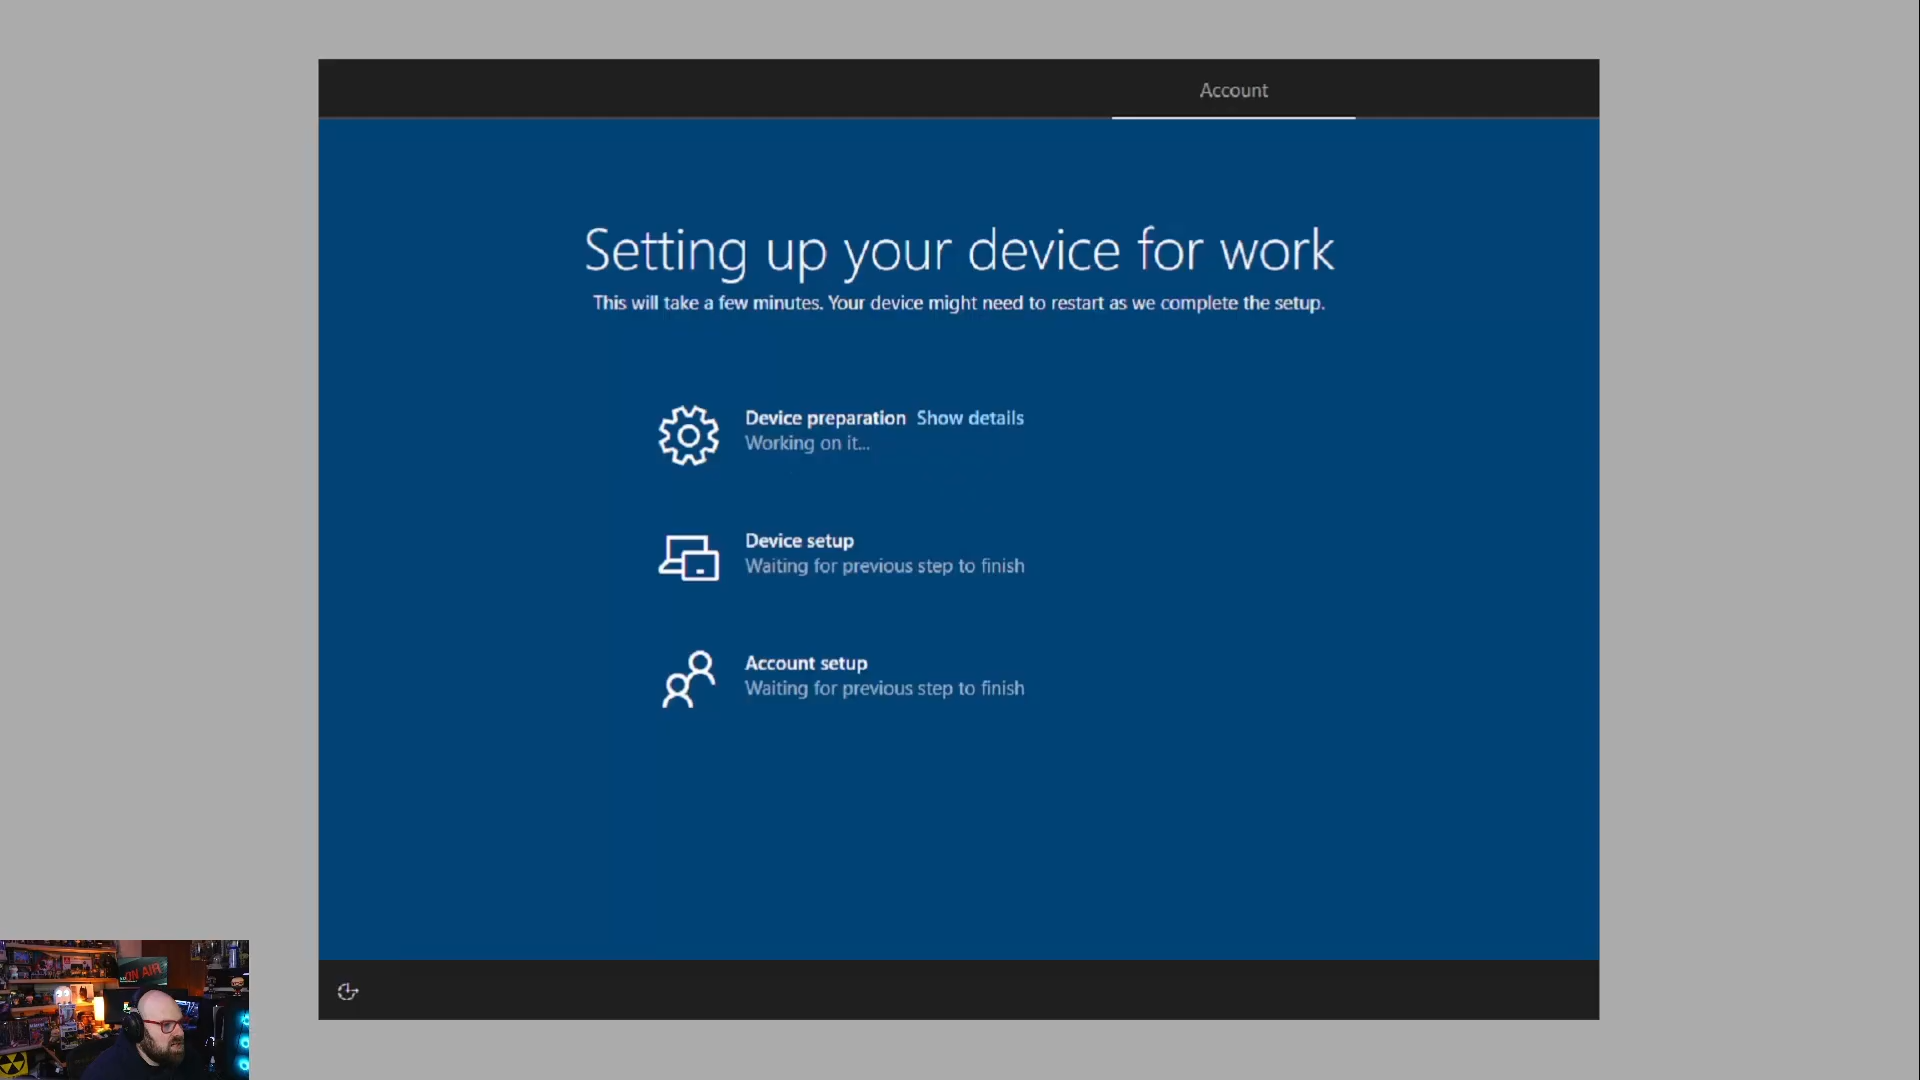 Account
Setting up your device for work
This will take a few minutes. Your device might need to restart as we complete the setup.
Device preparation Show details
Working on it...
Device setup
Waiting for previous step to finish
Account setup
Waiting for previous step to finish
ON AIR